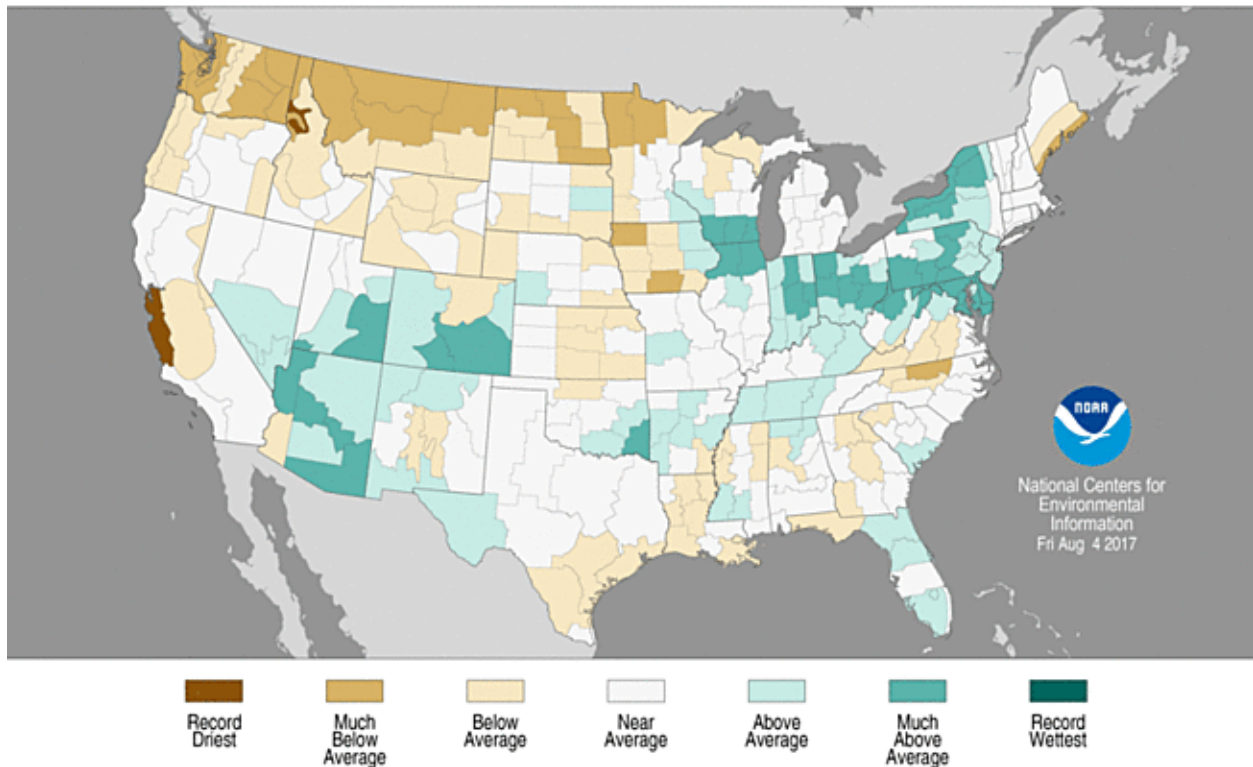 NOAA
National Centers for
Environmental
Information
Fri Aug 4 2017
Record
Driest
Much
Below
Average
Below
Average
Near
Average
Above
Average
Much
Above
Average
Record
Wettest